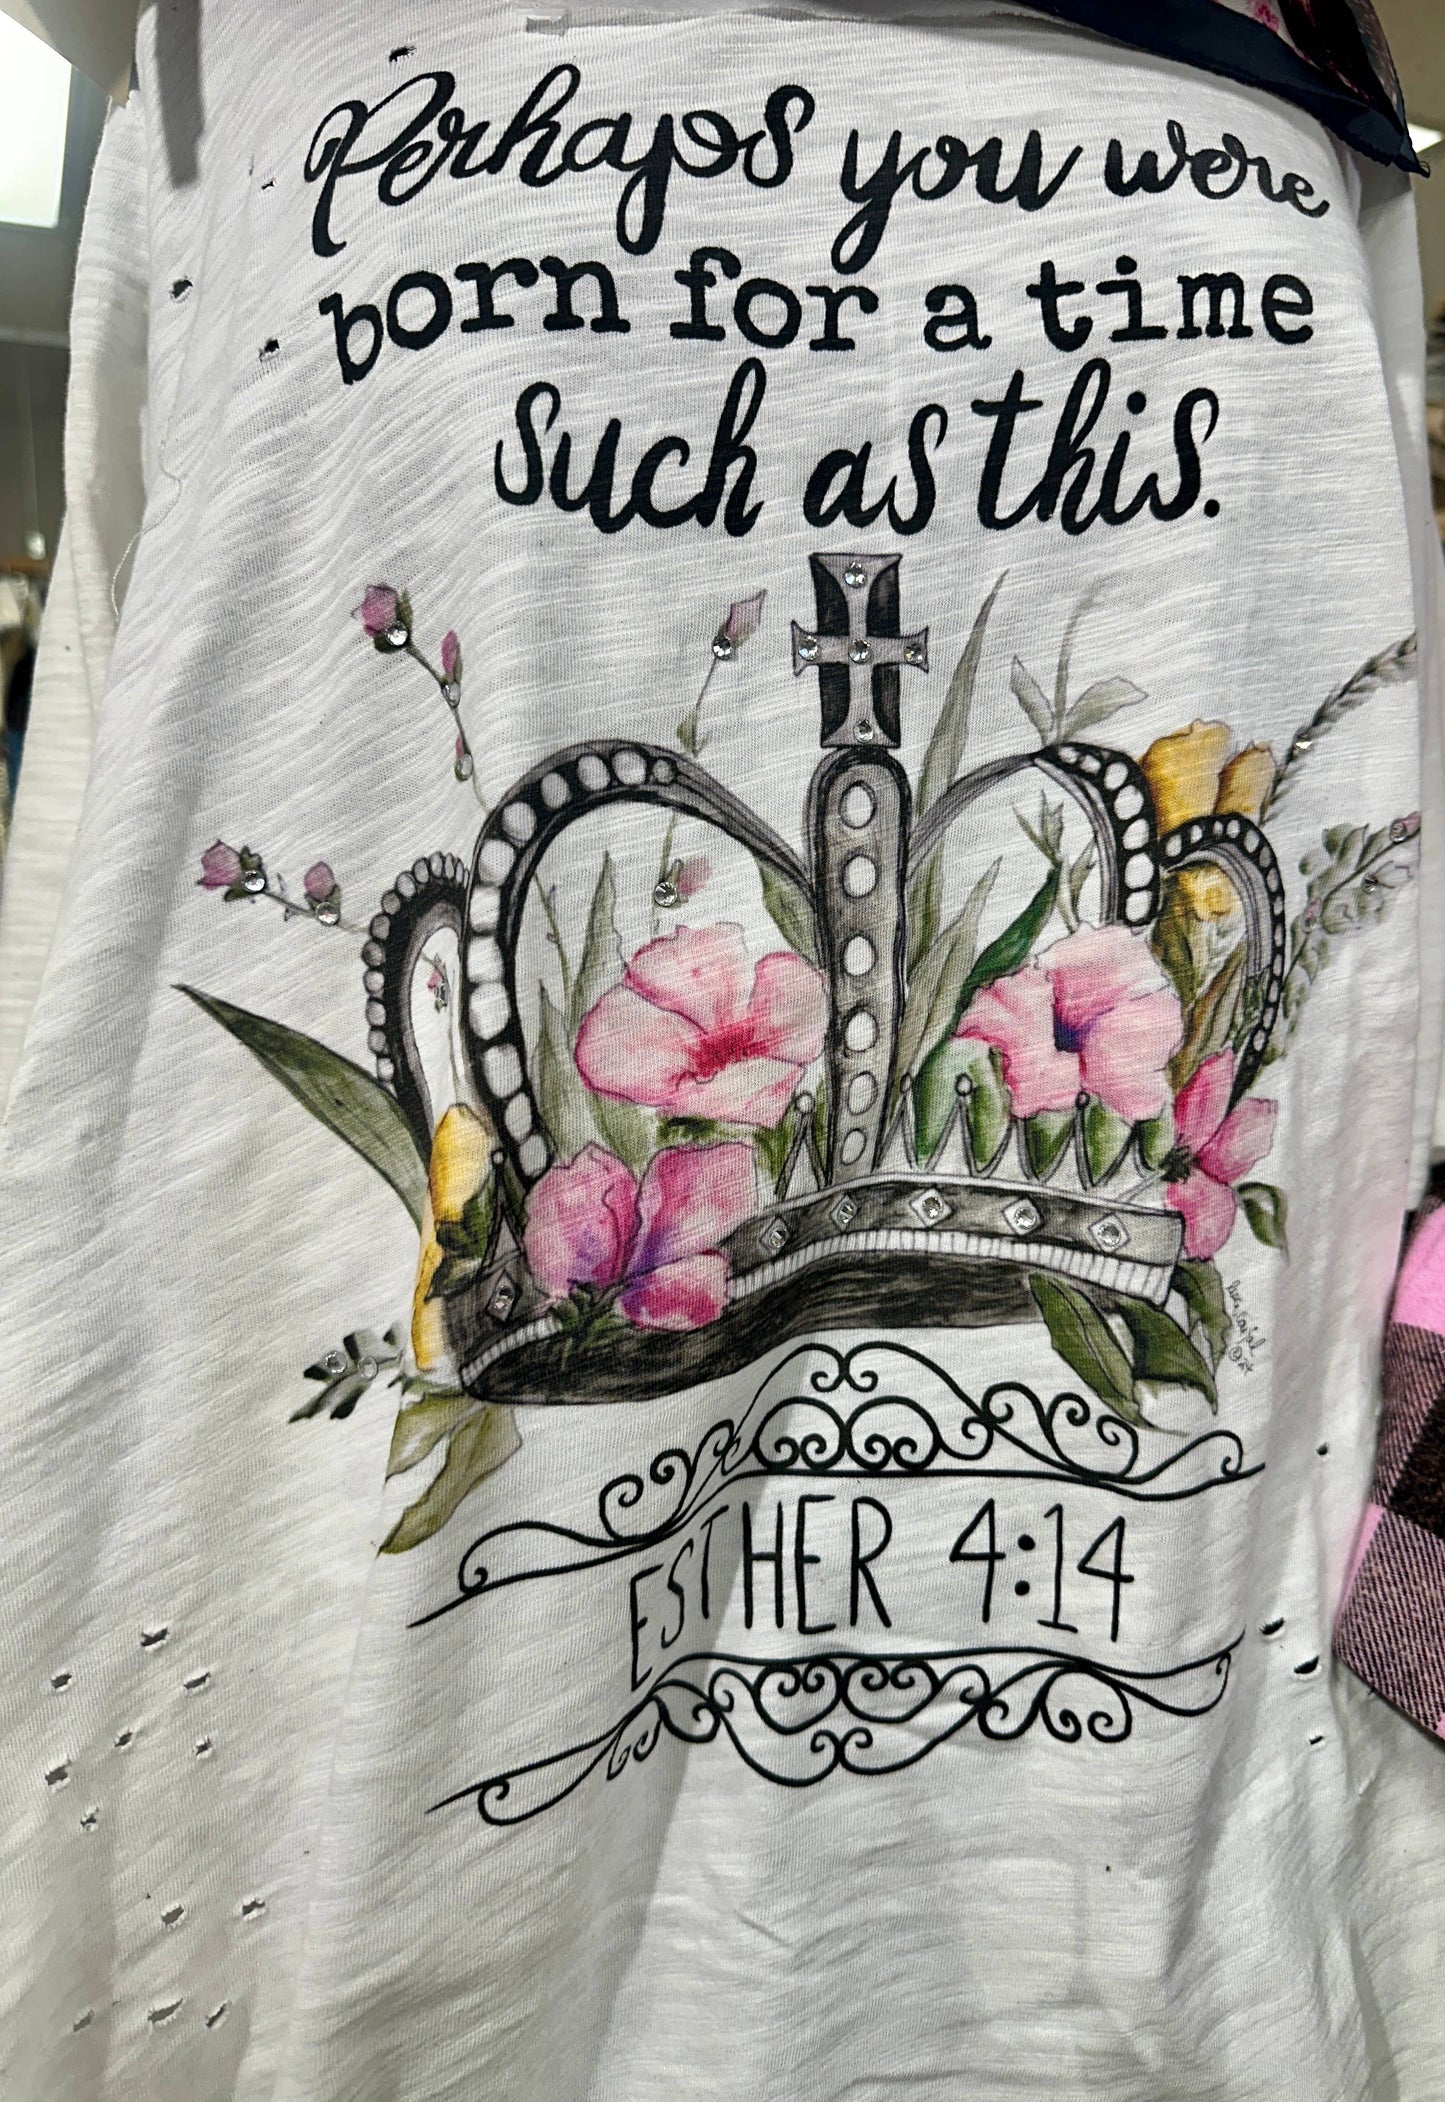 Perhaps you were
born for a time
such as this.
ESTHER 4:14